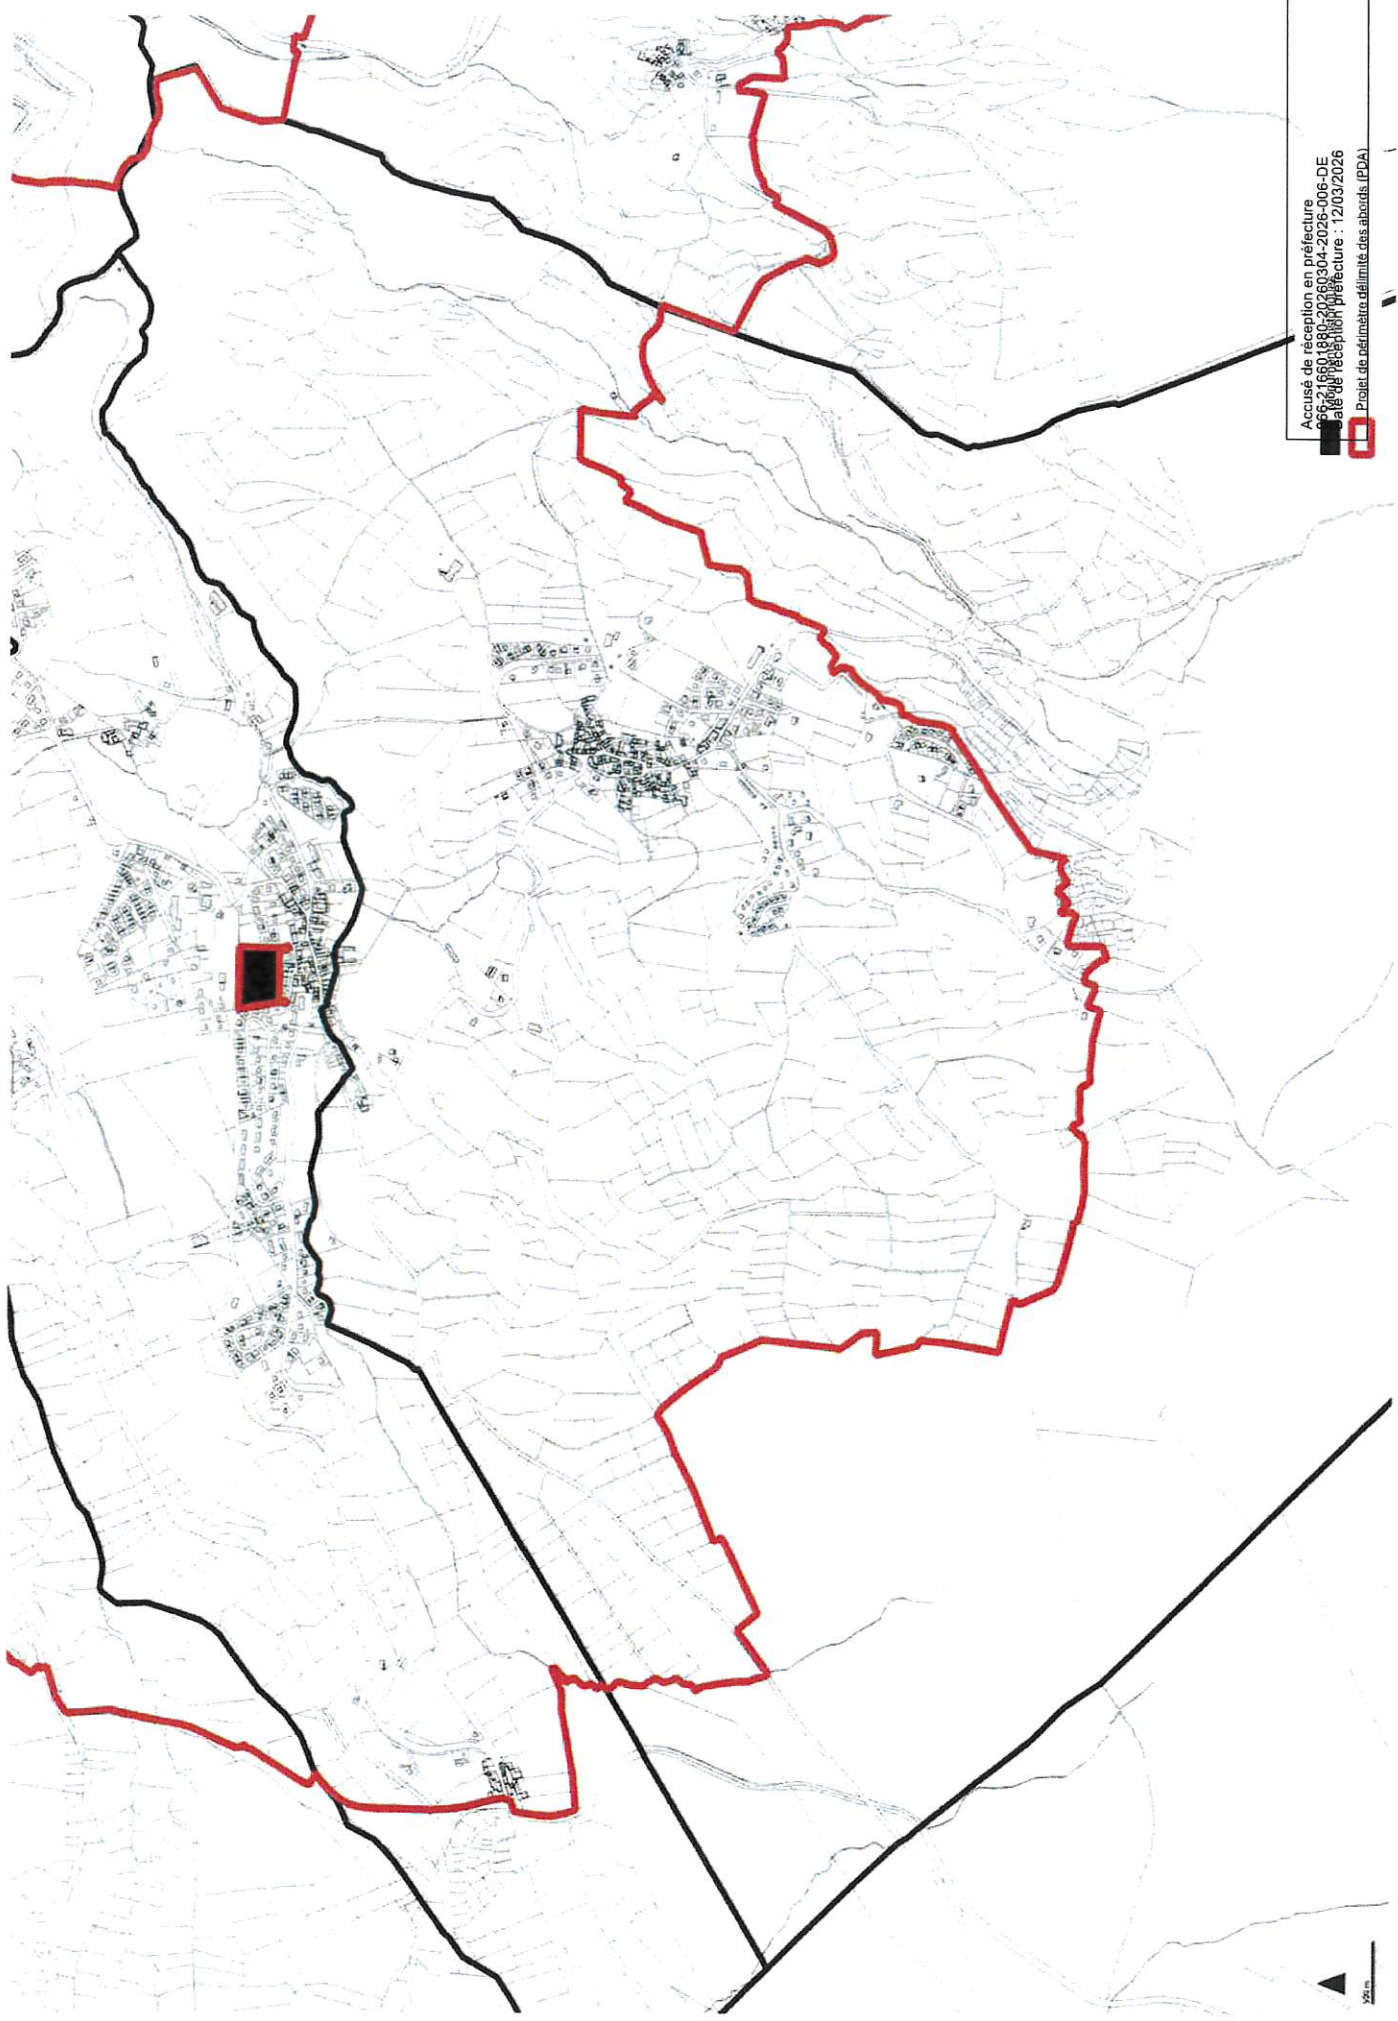 Accusé de réception en préfecture
066-216601880-20260304-2026-006-DE
Date de réception préfecture : 12/03/2026
Projet de périmètre délimité des abords (PDA)